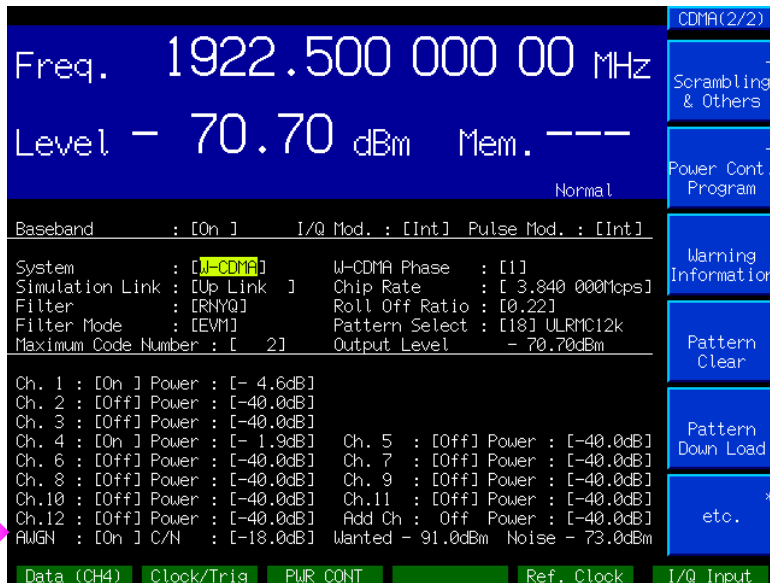 CDMA(2/2)
Freq. 1922.500 000 00 MHz
Level - 70.70 dBm Mem. ---
Normal
Scrambling
& Others
Power Cont.
Program
Baseband : [On ] I/Q Mod. : [Int] Pulse Mod. : [Int]
System : [W-CDMA] W-CDMA Phase : [1]
Simulation Link : [Up Link ] Chip Rate : [ 3.840 000Mcps]
Filter : [RNYQ] Roll Off Ratio : [0.22]
Filter Mode : [EVM] Pattern Select : [18] ULRMC12k
Maximum Code Number : [ 2] Output Level - 70.70dBm
Warning
Information
Pattern
Clear
Ch. 1 : [On ] Power : [- 4.6dB]
Ch. 2 : [Off] Power : [-40.0dB]
Ch. 3 : [Off] Power : [-40.0dB]
Ch. 4 : [On ] Power : [- 1.9dB] Ch. 5 : [Off] Power : [-40.0dB]
Ch. 6 : [Off] Power : [-40.0dB] Ch. 7 : [Off] Power : [-40.0dB]
Ch. 8 : [Off] Power : [-40.0dB] Ch. 9 : [Off] Power : [-40.0dB]
Ch.10 : [Off] Power : [-40.0dB] Ch.11 : [Off] Power : [-40.0dB]
Ch.12 : [Off] Power : [-40.0dB] Add Ch : Off Power : [-40.0dB]
AWGN : [On ] C/N : [-18.0dB] Wanted - 91.0dBm Noise - 73.0dBm
Pattern
Down Load
*
etc.
Data (CH4) Clock/Trig PWR CONT Ref. Clock I/Q Input